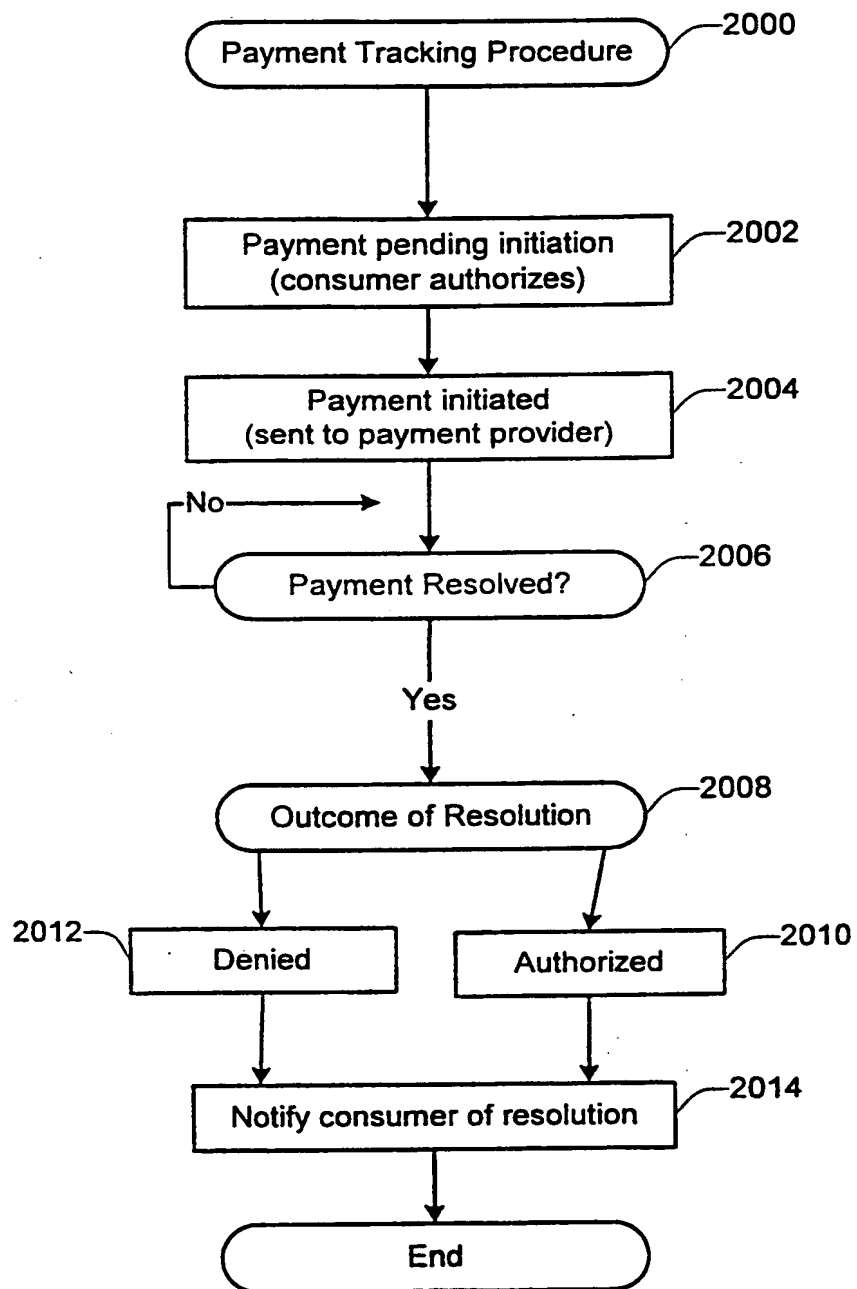 Payment Tracking Procedure
2000
Payment pending initiation
(consumer authorizes)
2002
Payment initiated
(sent to payment provider)
2004
No
Payment Resolved?
2006
Yes
Outcome of Resolution
2008
2012
Denied
Authorized
2010
Notify consumer of resolution
2014
End